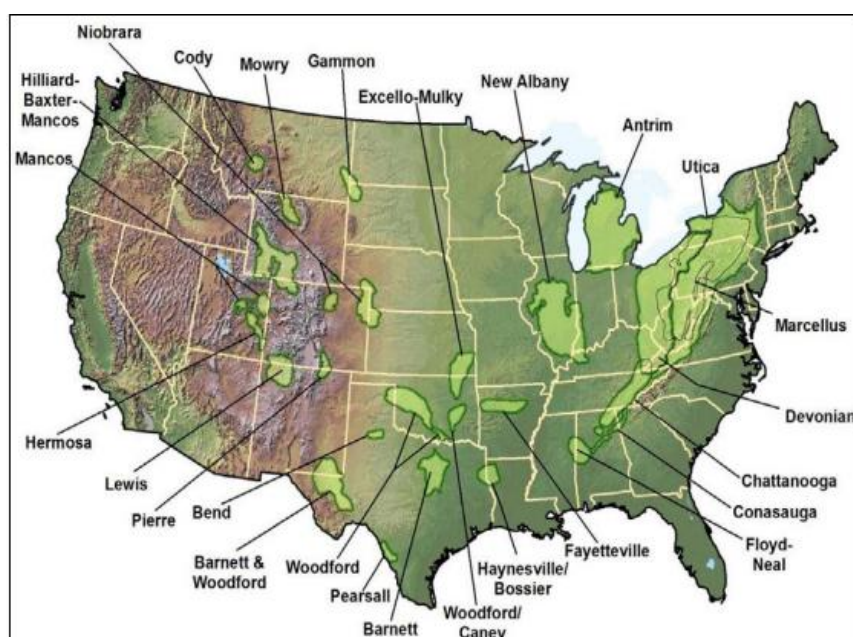 Niobrara
Cody
Mowry
Gammon
Hilliard-
Baxter-
Mancos
Excello-Mulky
New Albany
Antrim
Mancos
Utica
Marcellus
Devonian
Hermosa
Chattanooga
Lewis
Conasauga
Pierre
Bend
Floyd-
Neal
Barnett &
Woodford
Woodford
Fayetteville
Haynesville/
Bossier
Pearsall
Barnett
Woodford/
Caney